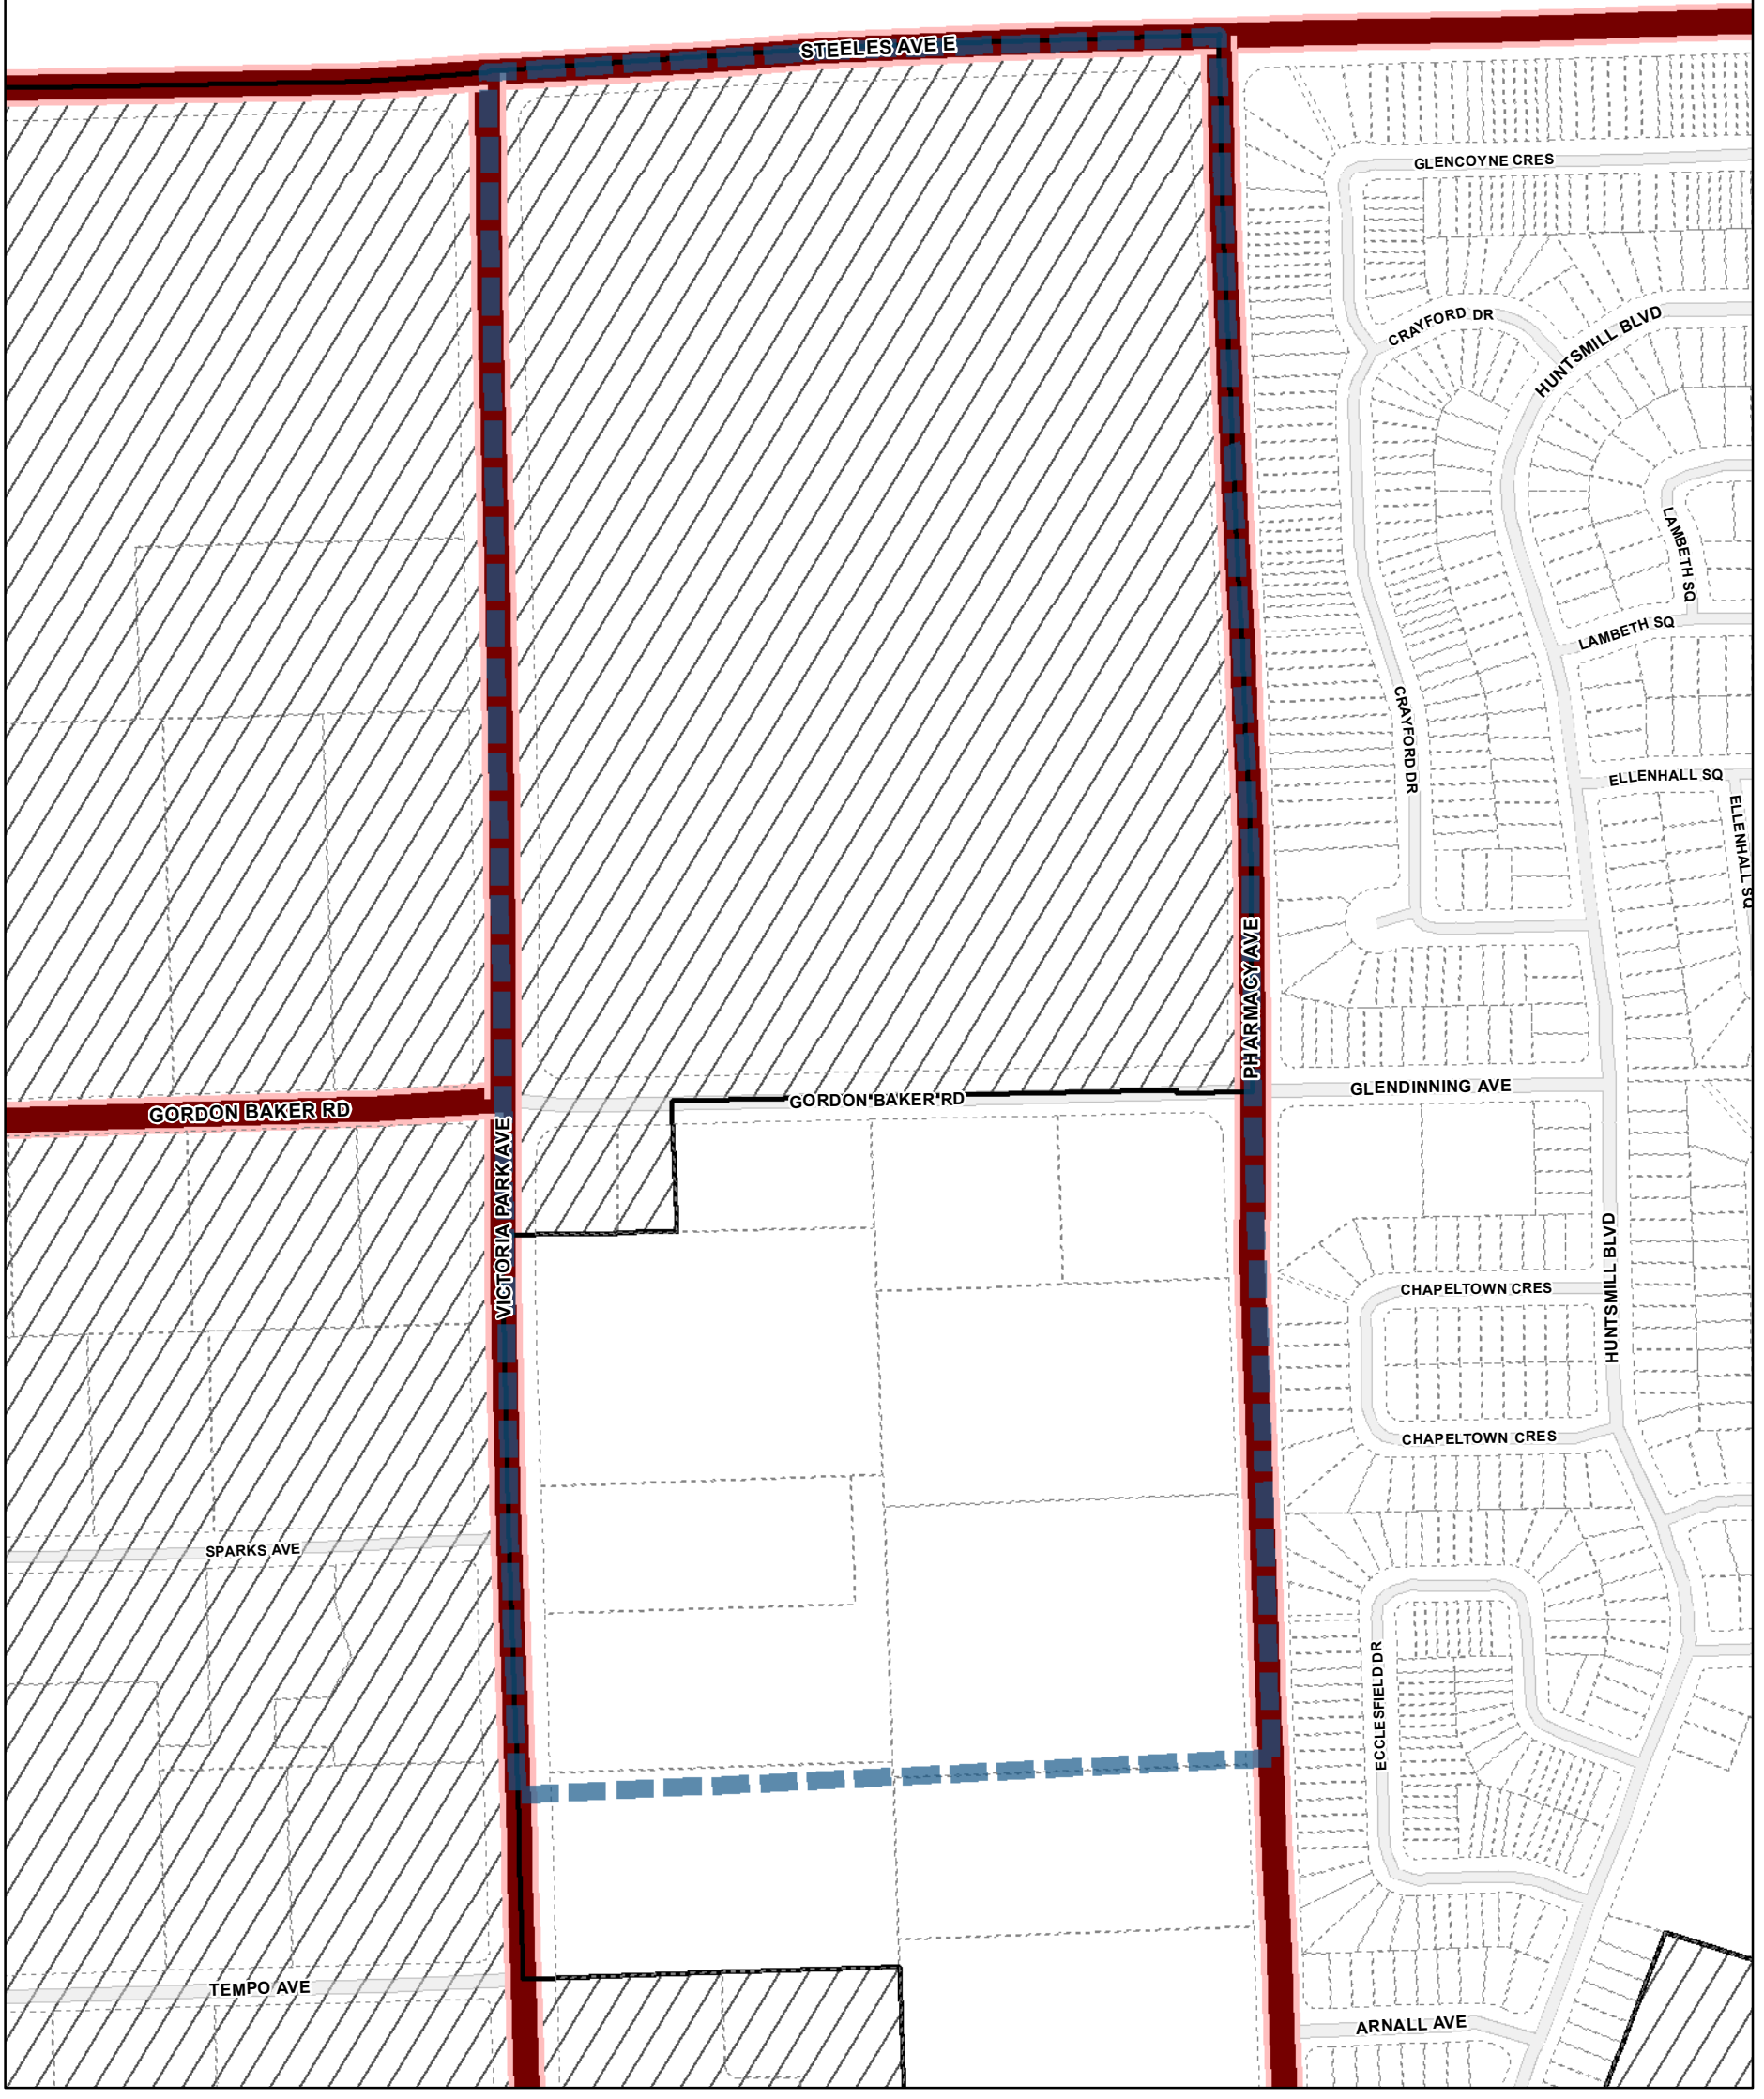 STEELES AVE E
GLENCOYNE CRES
CRAYFORD DR
HUNTSMILL BLVD
LAMBETH SQ
LAMBETH SQ
CRAYFORD DR
ELLENHALL SQ
ELLENHALL SQ
PHARMACY AVE
GLENDINNING AVE
GORDON BAKER RD
GORDON BAKER RD
VICTORIA PARK AVE
HUNTSMILL BLVD
CHAPELTOWN CRES
CHAPELTOWN CRES
SPARKS AVE
ECCLESFIELD DR
TEMPO AVE
ARNALL AVE